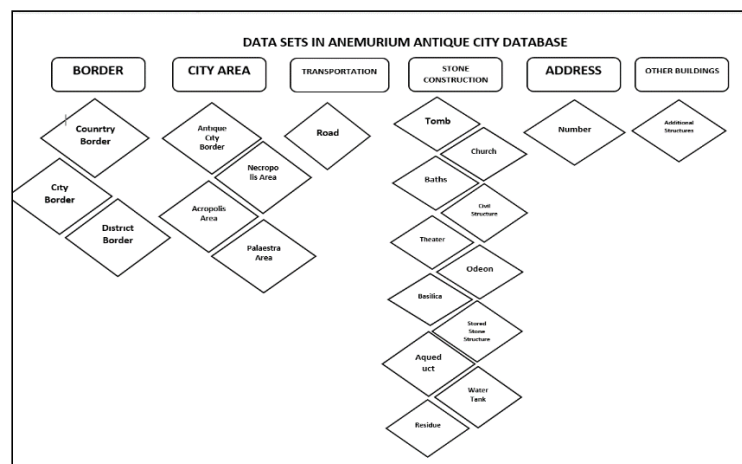 DATA SETS IN ANEMURIUM ANTIQUE CITY DATABASE
BORDER
CITY AREA
TRANSPORTATION
STONE
CONSTRUCTION
ADDRESS
OTHER BUILDINGS
Counrtry
Border
City
Border
District
Border
Antique
City
Border
Necropo
lis Area
Acropolis
Area
Palaestra
Area
Road
Tomb
Church
Baths
Civil
Structure
Theater
Odeon
Basilica
Stored
Stone
Structure
Aqued
uct
Water
Tank
Residue
Number
Additional
Structures